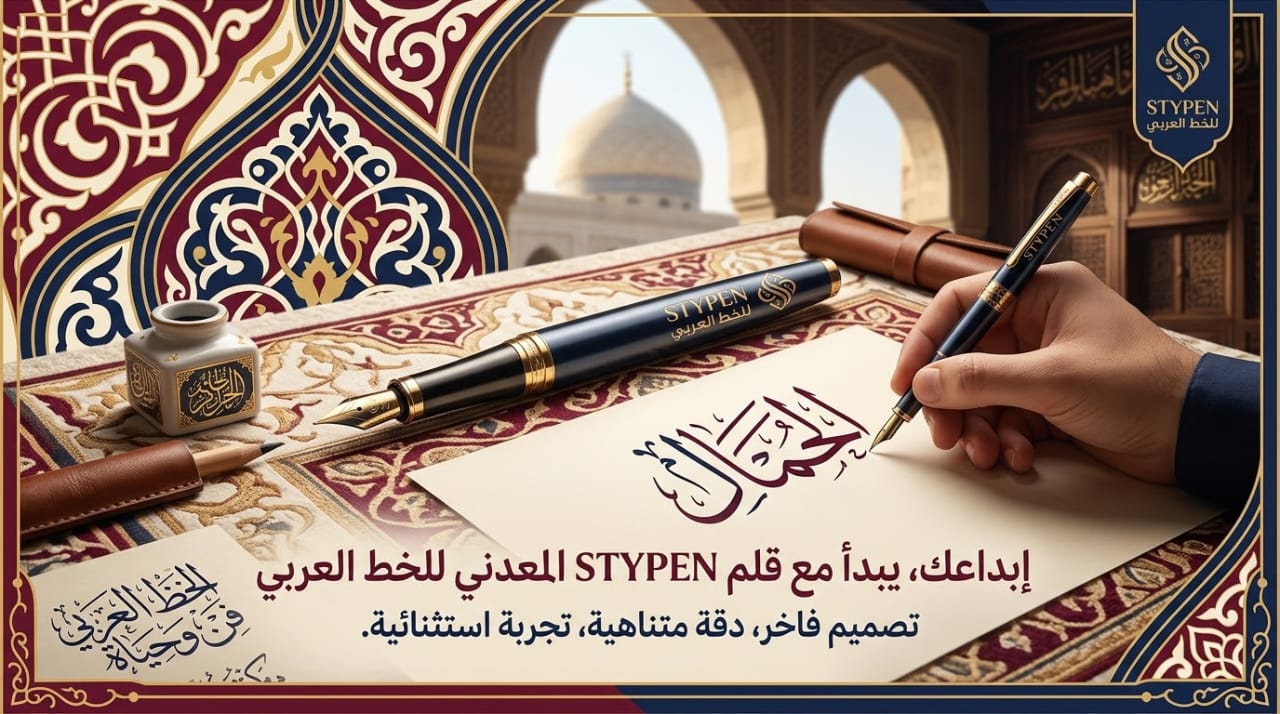 STYPEN
للخط العربي
STYPEN
STYPEN
للخط العربي
الجمال
إبداعك، يبدأ مع قلم STYPEN المعدني للخط العربي
تصميم فاخر، دقة متناهية، تجربة استثنائية.
الخط العربي
فن وحياة